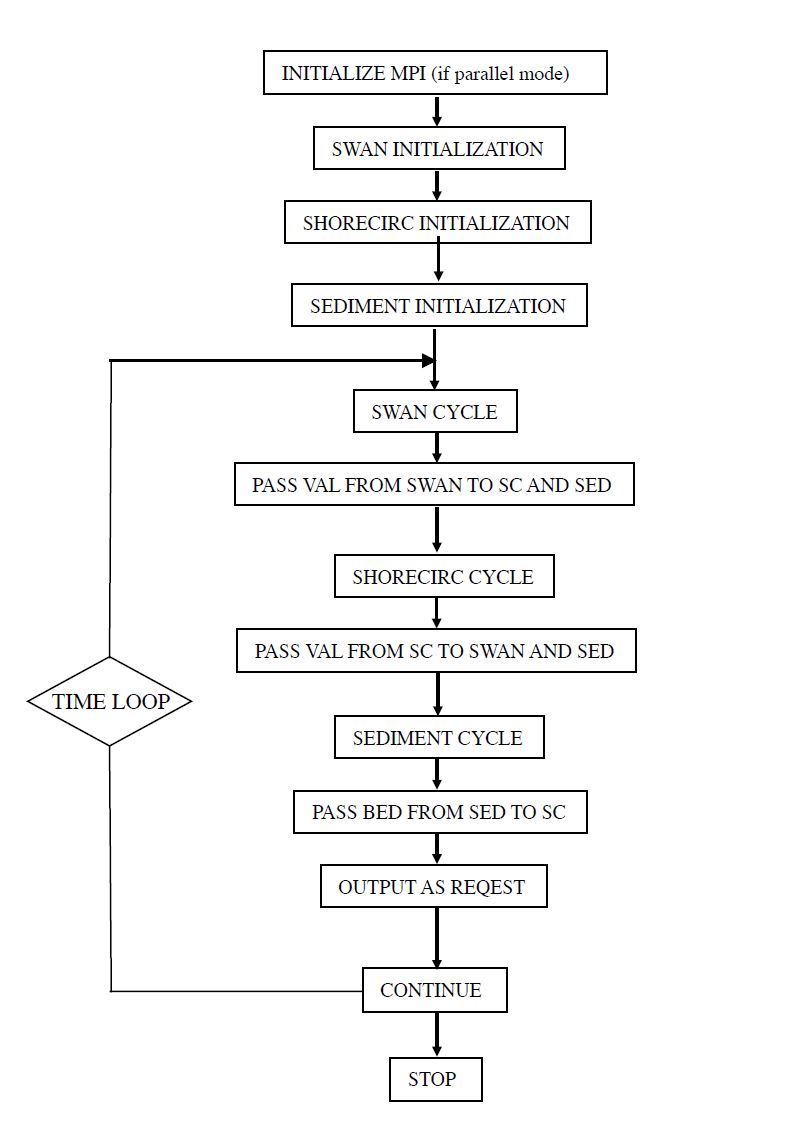 INITIALIZE MPI (if parallel mode)
SWAN INITIALIZATION
SHORECIRC INITIALIZATION
SEDIMENT INITIALIZATION
SWAN CYCLE
PASS VAL FROM SWAN TO SC AND SED
SHORECIRC CYCLE
PASS VAL FROM SC TO SWAN AND SED
TIME LOOP
SEDIMENT CYCLE
PASS BED FROM SED TO SC
OUTPUT AS REQEST
CONTINUE
STOP